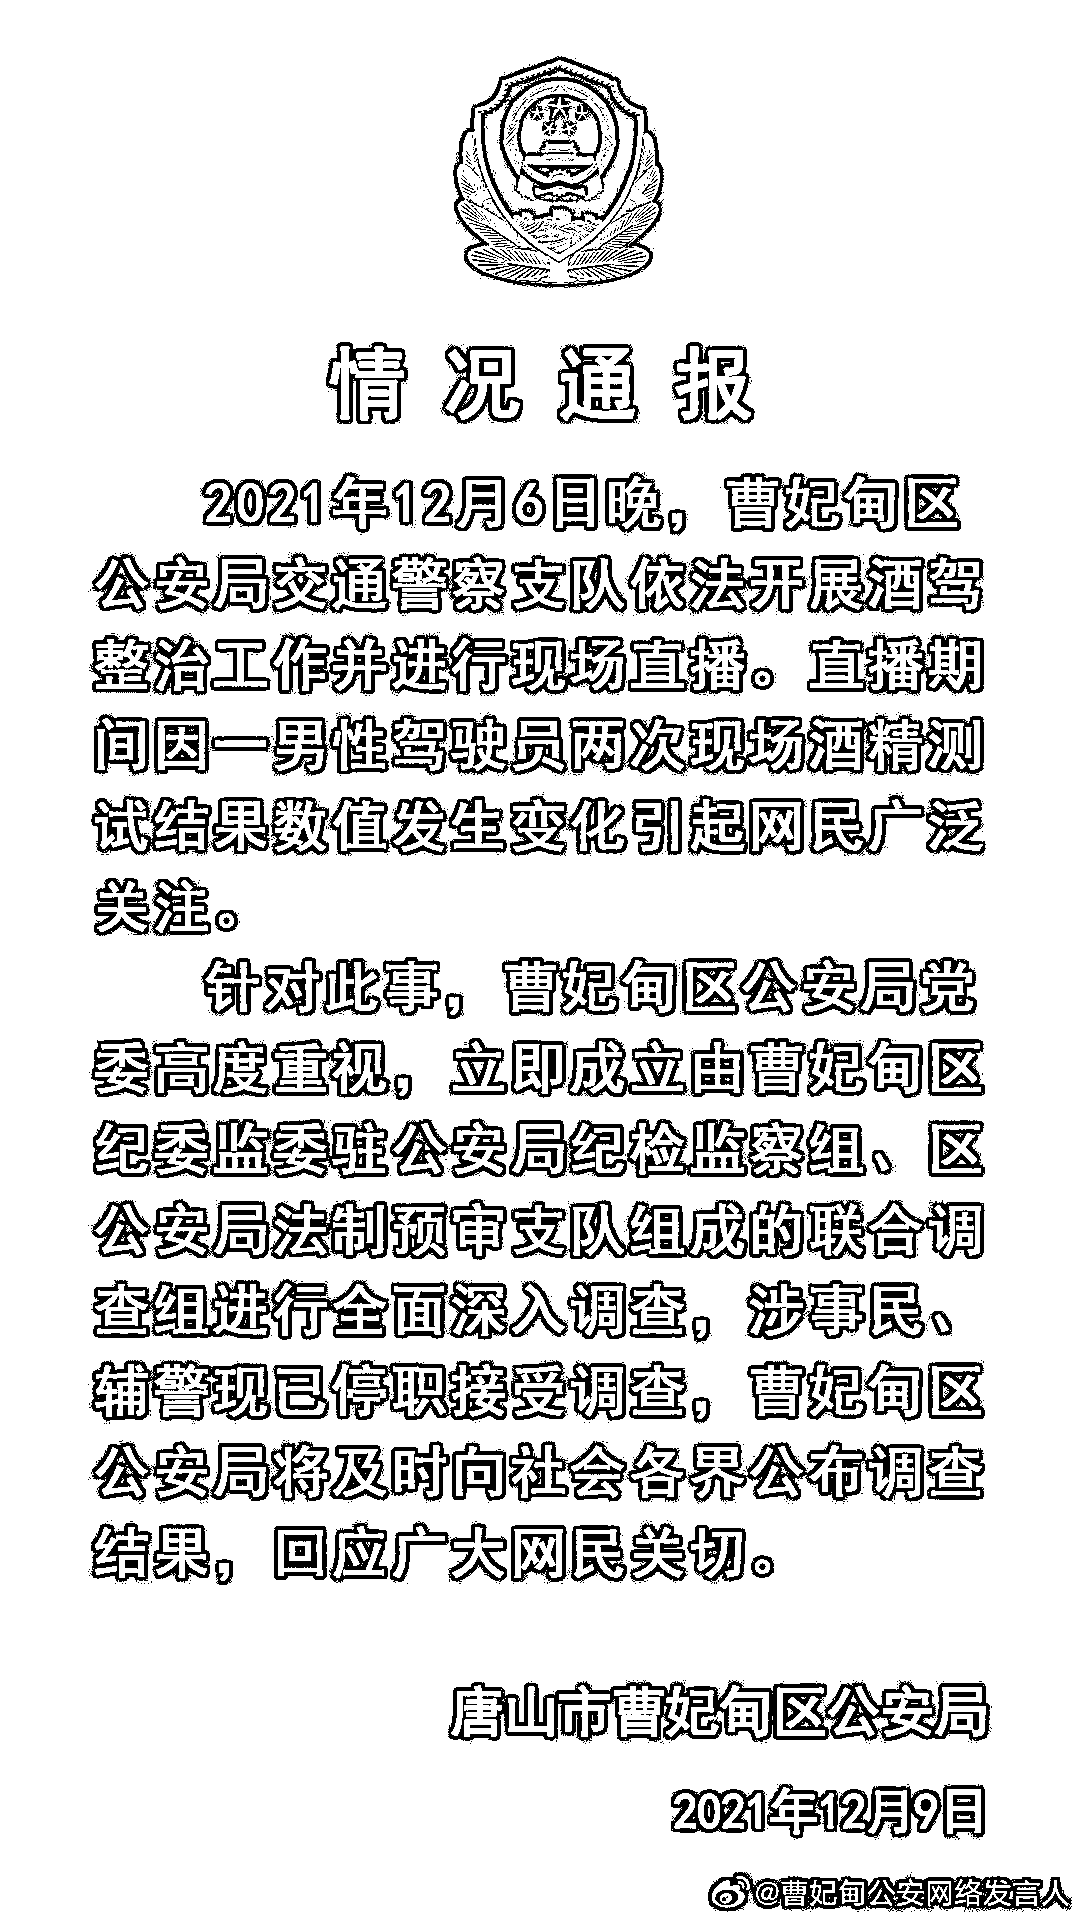 情况通报
2021年12月6日晚，曹妃甸区
公安局交通警察支队依法开展酒驾
整治工作并进行现场直播。直播期
间因一男性驾驶员两次现场酒精测
试结果数值发生变化引起网民广泛
关注。
针对此事，曹妃甸区公安局党
委高度重视，立即成立由曹妃甸区
纪委监委驻公安局纪检监察组、区
公安局法制预审支队组成的联合调
查组进行全面深入调查，涉事民、
辅警现已停职接受调查，曹妃甸区
公安局将及时向社会各界公布调查
结果，回应广大网民关切。
唐山市曹妃甸区公安局
2021年12月9日
@曹妃甸公安网络发言人